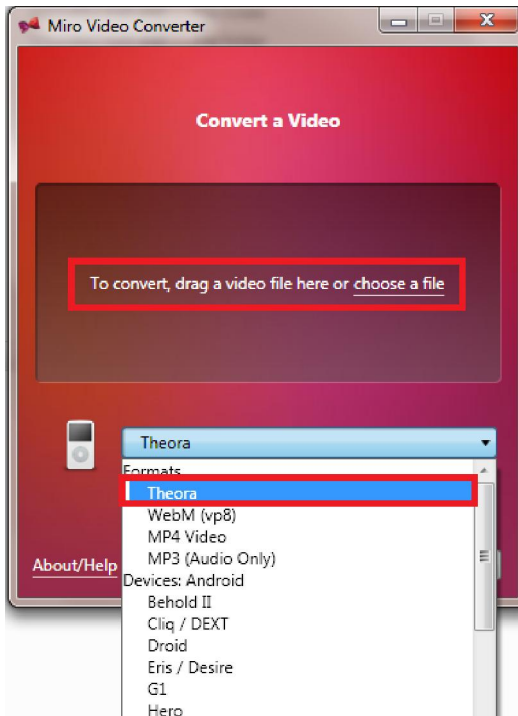 Miro Video Converter
Convert a Video
To convert, drag a video file here or choose a file
Theora
Formats
Theora
WebM (vp8)
MP4 Video
MP3 (Audio Only)
About/Help
Devices: Android
Behold II
Cliq / DEXT
Droid
Eris / Desire
G1
Hero